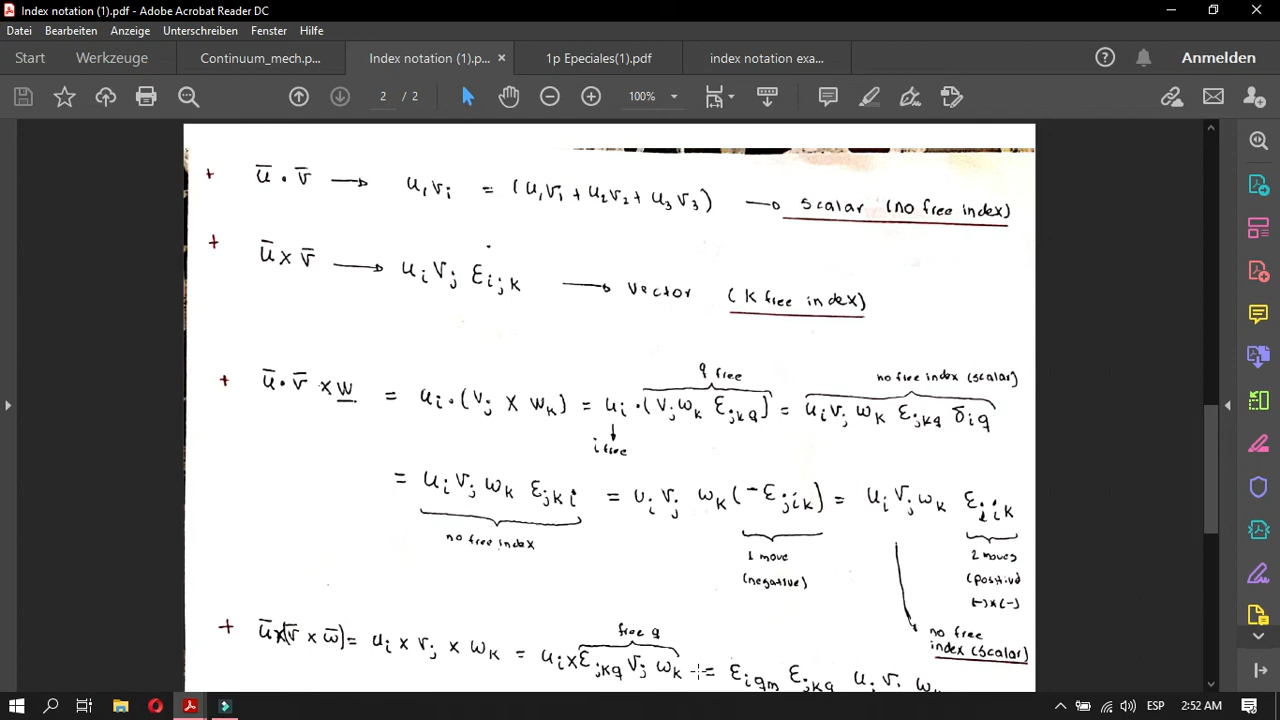 Index notation (1).pdf - Adobe Acrobat Reader DC
Datei Bearbeiten Anzeige Unterschreiben Fenster Hilfe
Start Werkzeuge Continuum_mech.p... Index notation (1).p... × 1p Epeciales(1).pdf index notation exa... Anmelden
2 / 2 100%
+ ū · v̄ → u₁vᵢ = (u₁v₁ + u₂v₂ + u₃v₃) → scalar (no free index)
+ ū x v̄ → uᵢ vⱼ εᵢⱼₖ → vector (k free index)
q free
no free index (scalar)
+ ū · v̄ x w = uᵢ · (vⱼ x wₖ) = uᵢ · (vⱼ wₖ εⱼₖq) = uᵢ vⱼ wₖ εⱼₖq δᵢq
i free
= uᵢ vⱼ wₖ εⱼₖᵢ = uᵢ vⱼ wₖ (-εⱼᵢₖ) = uᵢ vⱼ wₖ εᵢⱼₖ
no free index
1 move
(negative)
2 moves
(positive)
(-)x(-)
no free
index (scalar)
free q
+ ū x (v̄ x w̄) = uᵢ x vⱼ x wₖ = uᵢ x εⱼₖq vⱼ wₖ = εᵢqₘ εⱼₖq uᵢ vⱼ wₖ
ESP 2:52 AM